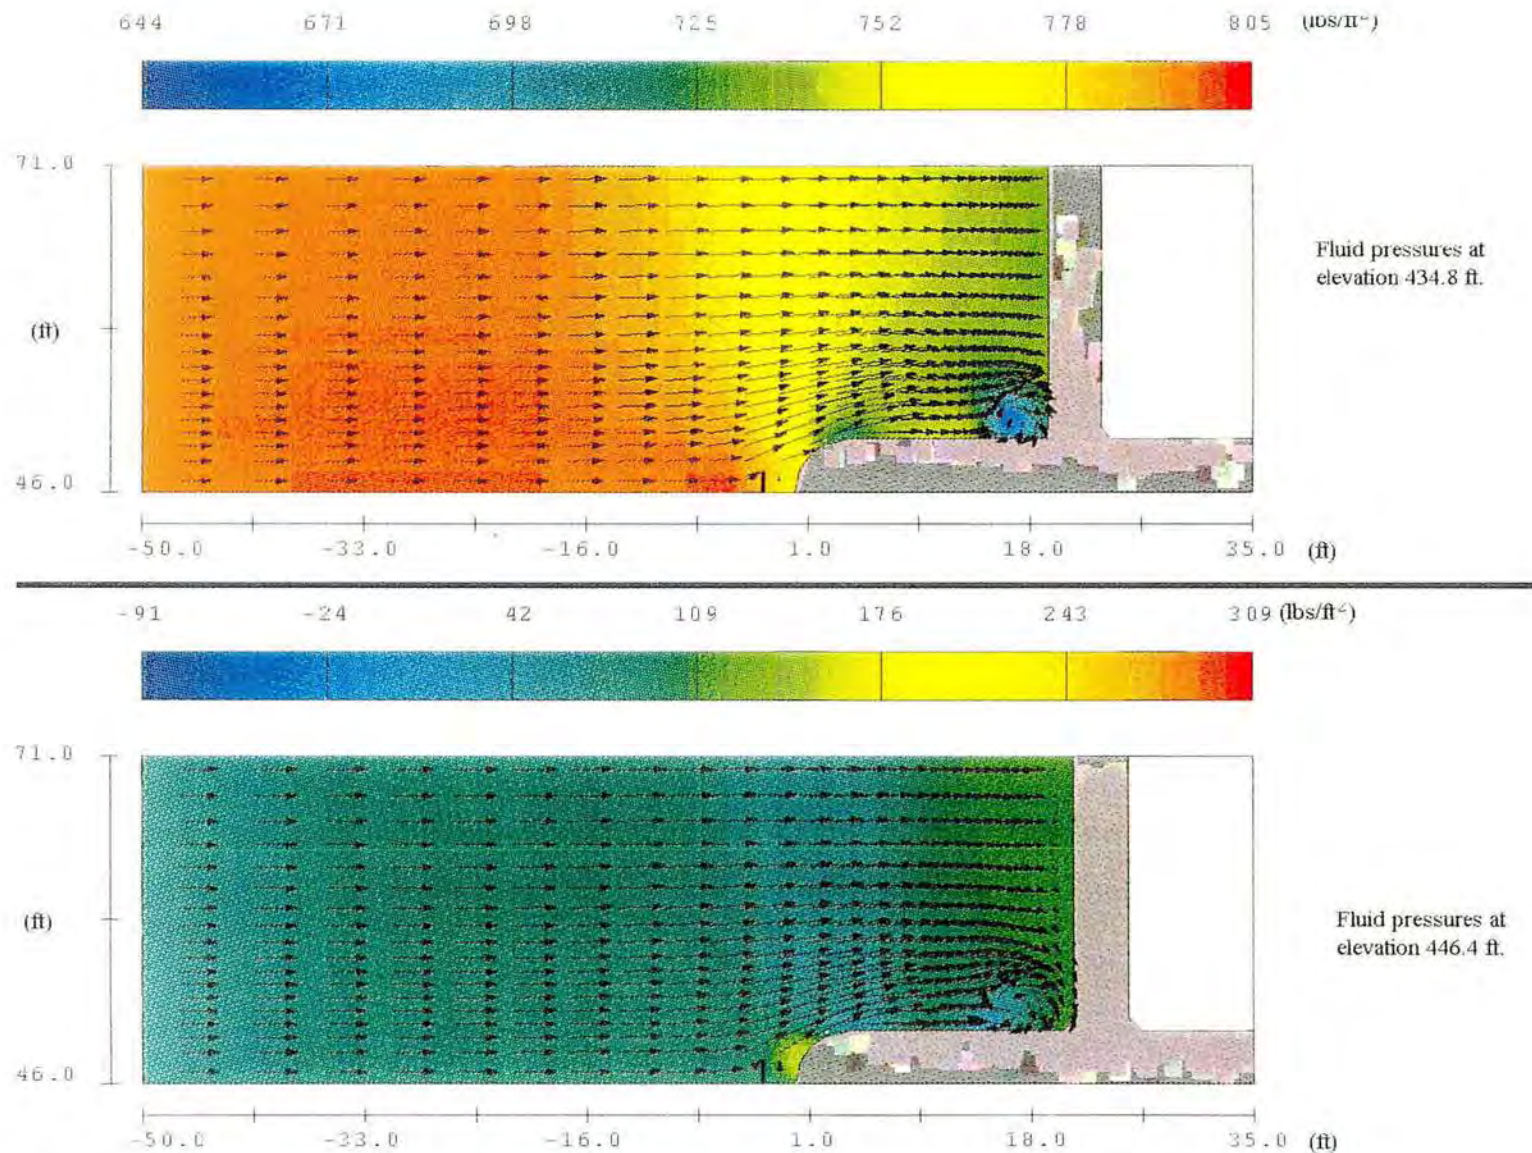 644 671 698 725 752 778 805 (lbs/ft²)
71.0
(ft)
46.0
Fluid pressures at
elevation 434.8 ft.
-50.0 -33.0 -16.0 1.0 18.0 35.0 (ft)
-91 -24 42 109 176 243 309 (lbs/ft²)
71.0
(ft)
46.0
Fluid pressures at
elevation 446.4 ft.
-50.0 -33.0 -16.0 1.0 18.0 35.0 (ft)